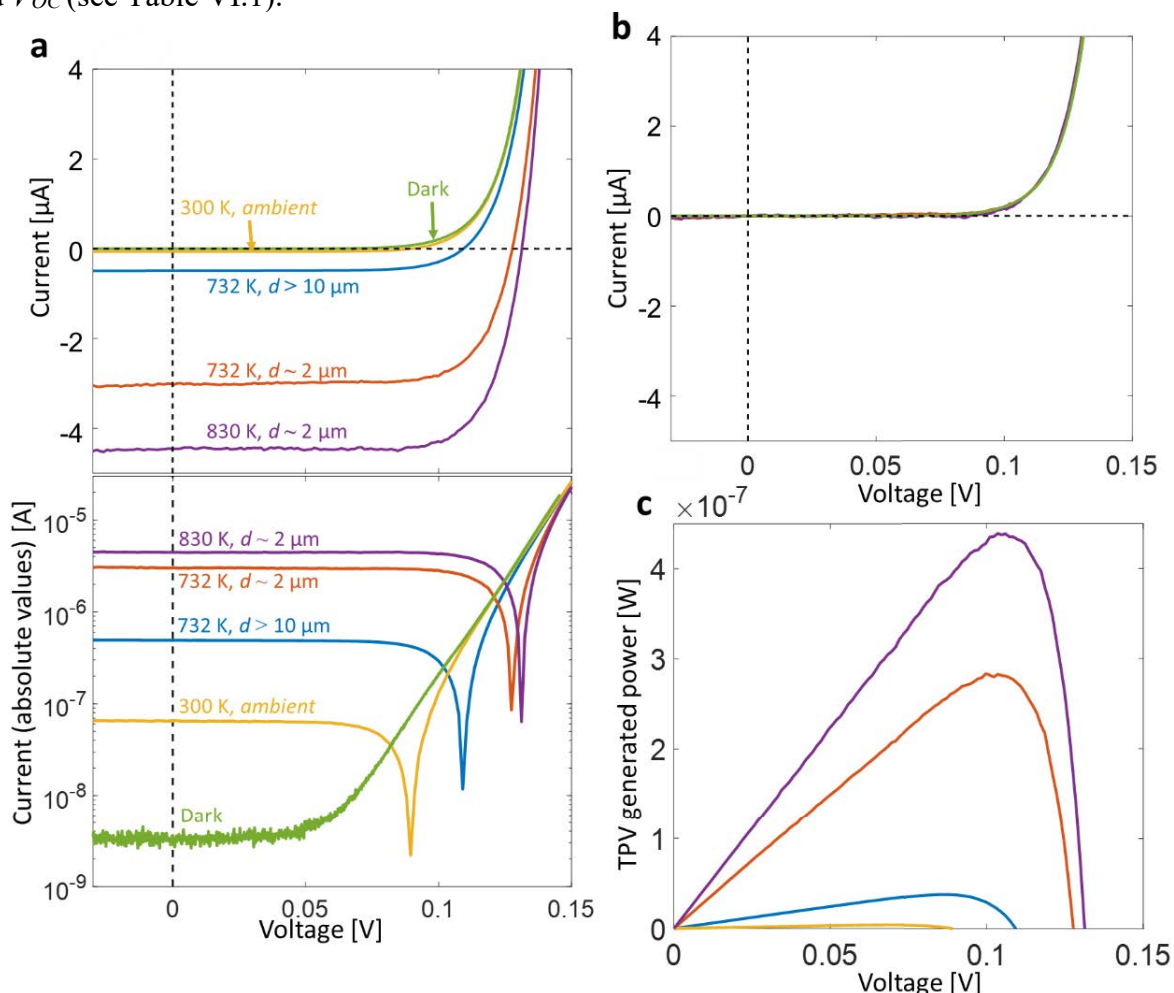 V_OC (see Table VI.1).
a
4
2
0
-2
-4
Current [µA]
Dark
300 K, ambient
732 K, d > 10 µm
732 K, d ~ 2 µm
830 K, d ~ 2 µm
10⁻⁵
10⁻⁶
10⁻⁷
10⁻⁸
10⁻⁹
Current (absolute values) [A]
830 K, d ~ 2 µm
732 K, d ~ 2 µm
732 K, d > 10 µm
300 K, ambient
Dark
0 0.05 0.1 0.15
Voltage [V]
b
4
2
0
-2
-4
Current [µA]
0 0.05 0.1 0.15
Voltage [V]
c
×10⁻⁷
4
3
2
1
0
TPV generated power [W]
0 0.05 0.1 0.15
Voltage [V]